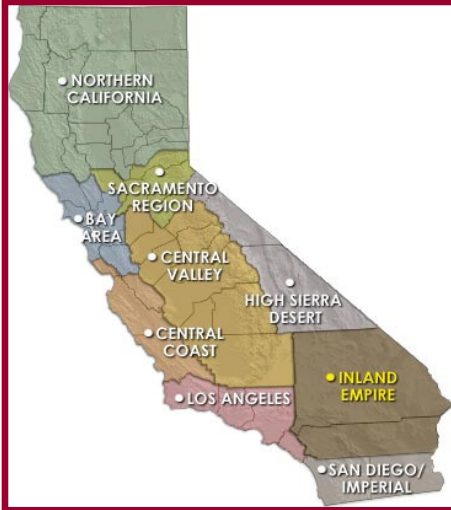 NORTHERN
CALIFORNIA
SACRAMENTO
REGION
BAY
AREA
CENTRAL
VALLEY
HIGH SIERRA
DESERT
CENTRAL
COAST
INLAND
EMPIRE
LOS ANGELES
SAN DIEGO/
IMPERIAL